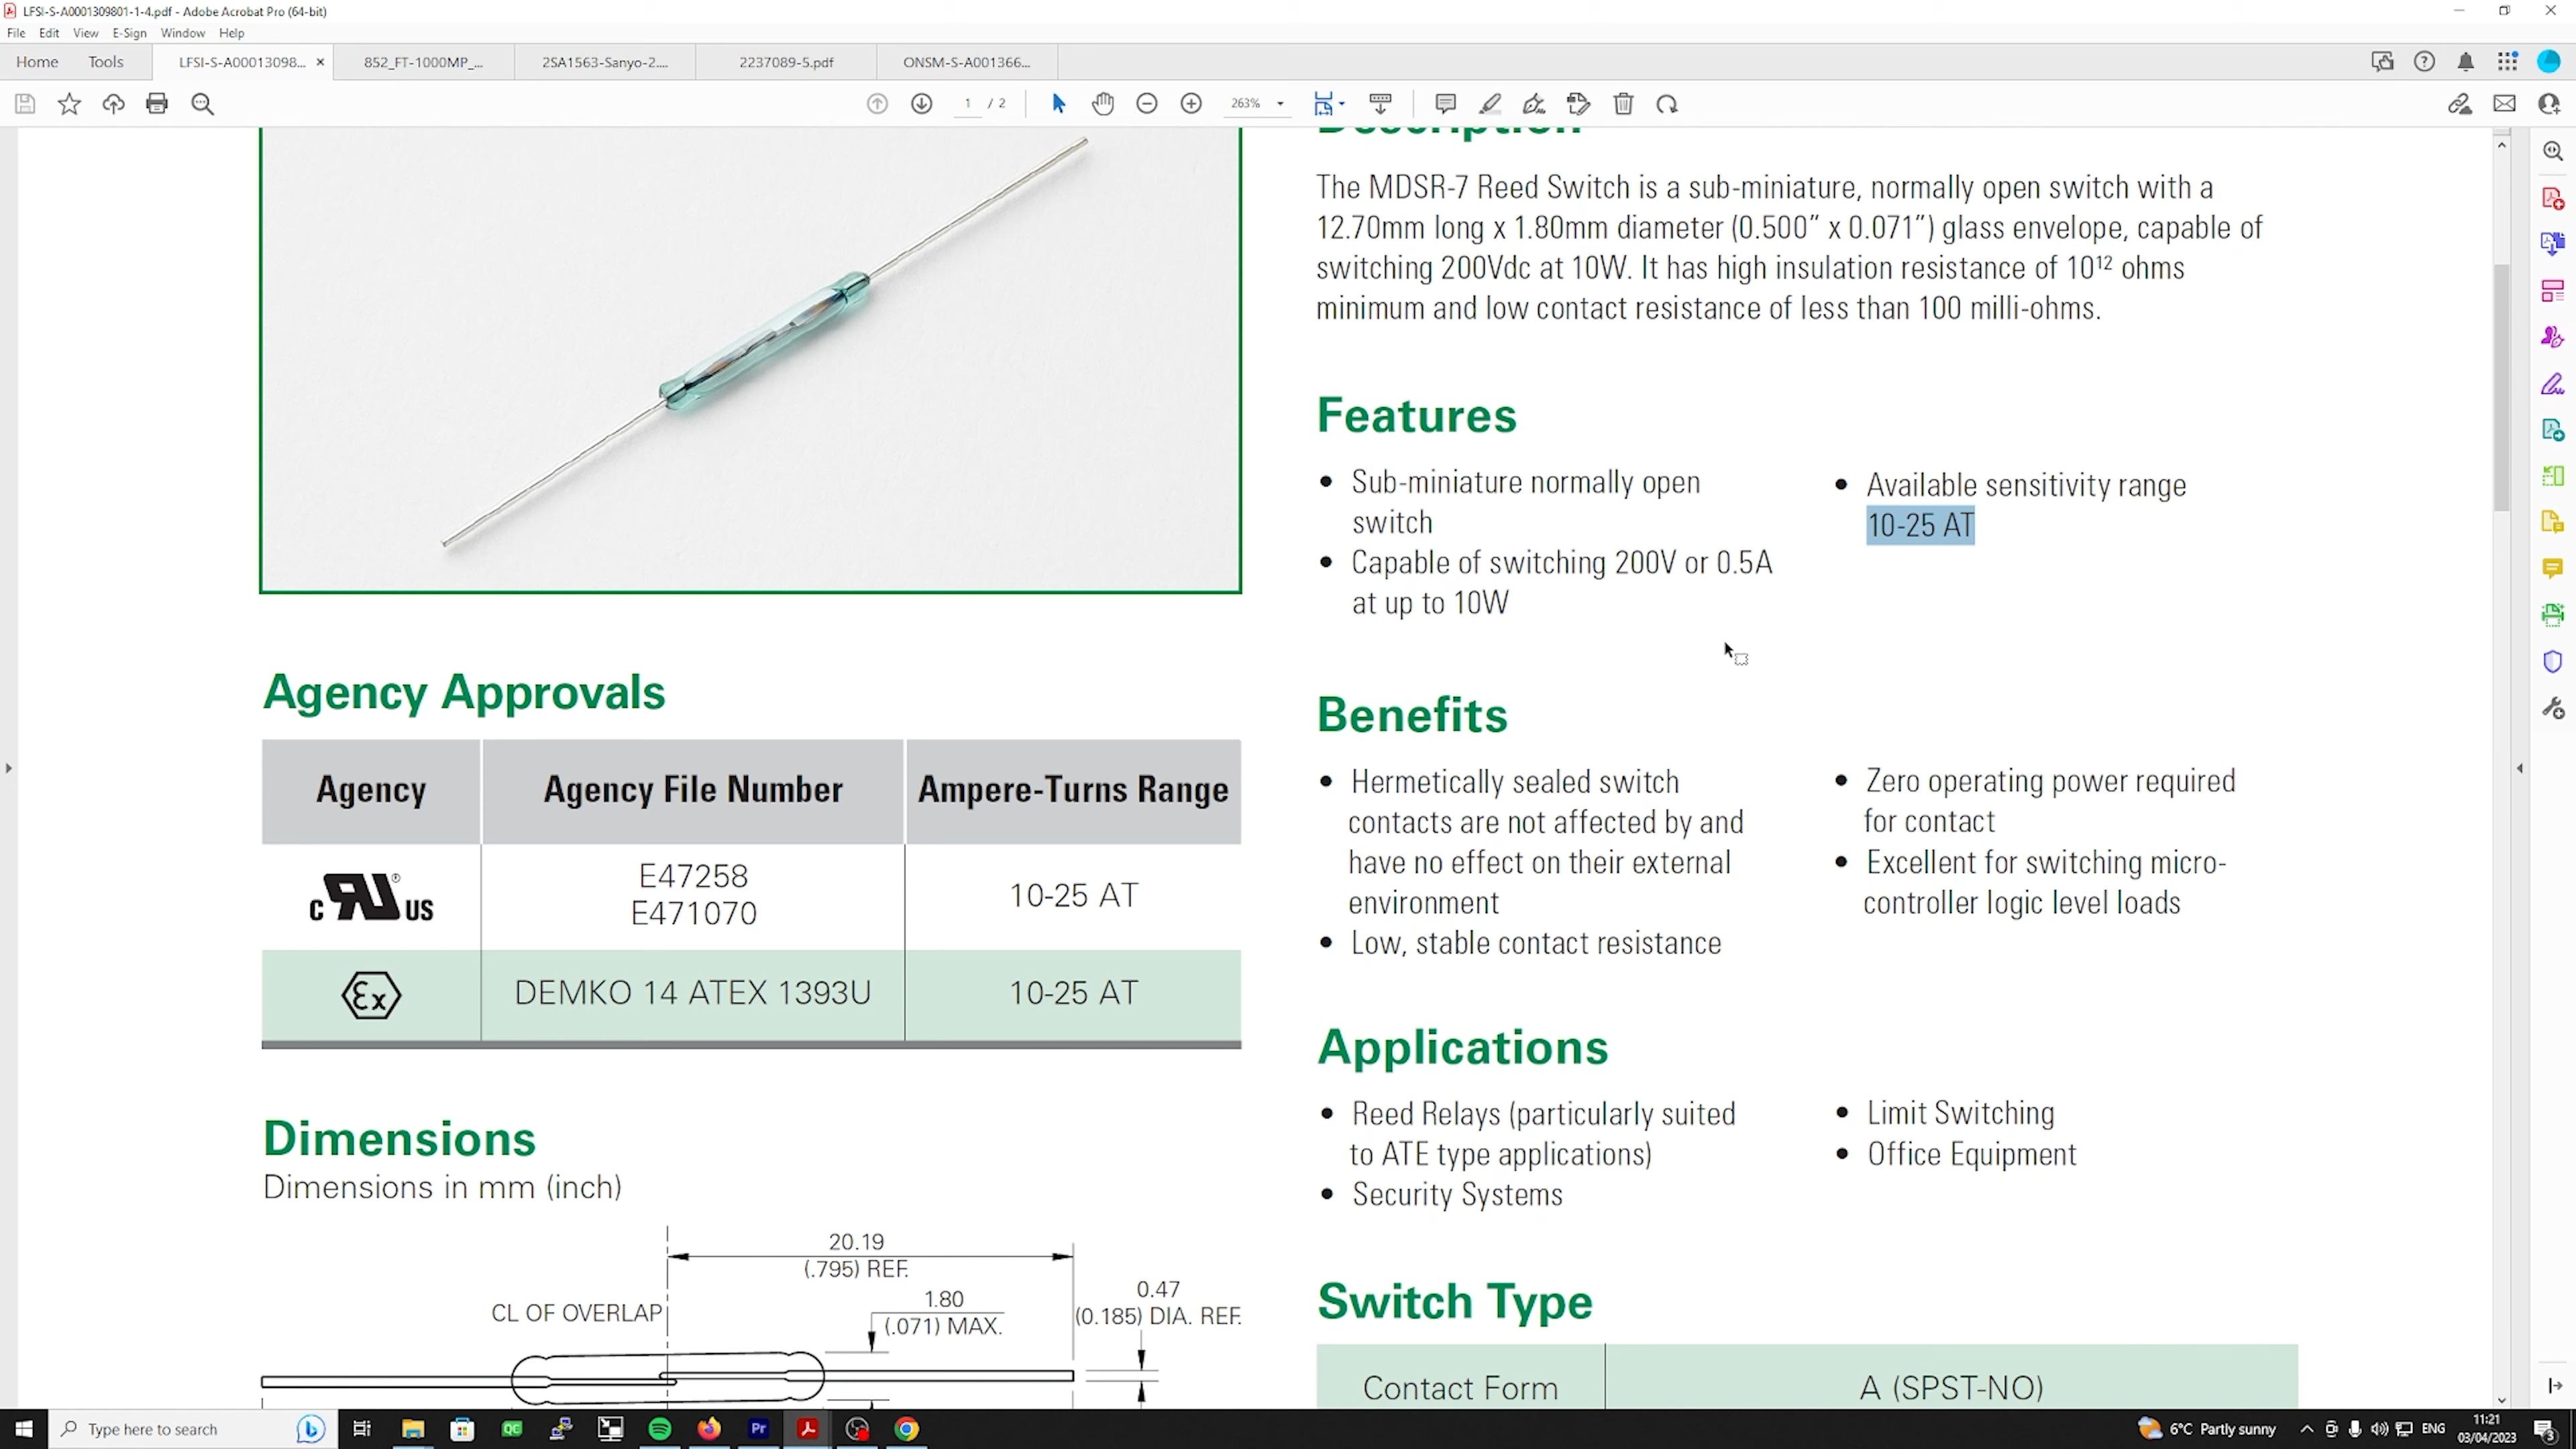 LFSI-S-A0001309801-1-4.pdf - Adobe Acrobat Pro (64-bit)
File Edit View E-Sign Window Help
Home Tools LFSI-S-A00013098... × 852_FT-1000MP_... 2SA1563-Sanyo-2.... 2237089-5.pdf ONSM-S-A001366...
1 / 2 263%
Description
The MDSR-7 Reed Switch is a sub-miniature, normally open switch with a
12.70mm long x 1.80mm diameter (0.500” x 0.071”) glass envelope, capable of
switching 200Vdc at 10W. It has high insulation resistance of 10¹² ohms
minimum and low contact resistance of less than 100 milli-ohms.
Features
• Sub-miniature normally open
switch
• Capable of switching 200V or 0.5A
at up to 10W
• Available sensitivity range
10-25 AT
Agency Approvals
Agency Agency File Number Ampere-Turns Range
c RU ® US E47258
E471070 10-25 AT
Ex DEMKO 14 ATEX 1393U 10-25 AT
Benefits
• Hermetically sealed switch
contacts are not affected by and
have no effect on their external
environment
• Low, stable contact resistance
• Zero operating power required
for contact
• Excellent for switching micro-
controller logic level loads
Applications
• Reed Relays (particularly suited
to ATE type applications)
• Security Systems
• Limit Switching
• Office Equipment
Dimensions
Dimensions in mm (inch)
20.19
(.795) REF.
CL OF OVERLAP
1.80
(.071) MAX.
0.47
(0.185) DIA. REF.
Switch Type
Contact Form A (SPST-NO)
Type here to search
QC
Pr
6°C Partly sunny
ENG
11:21
03/04/2023
3